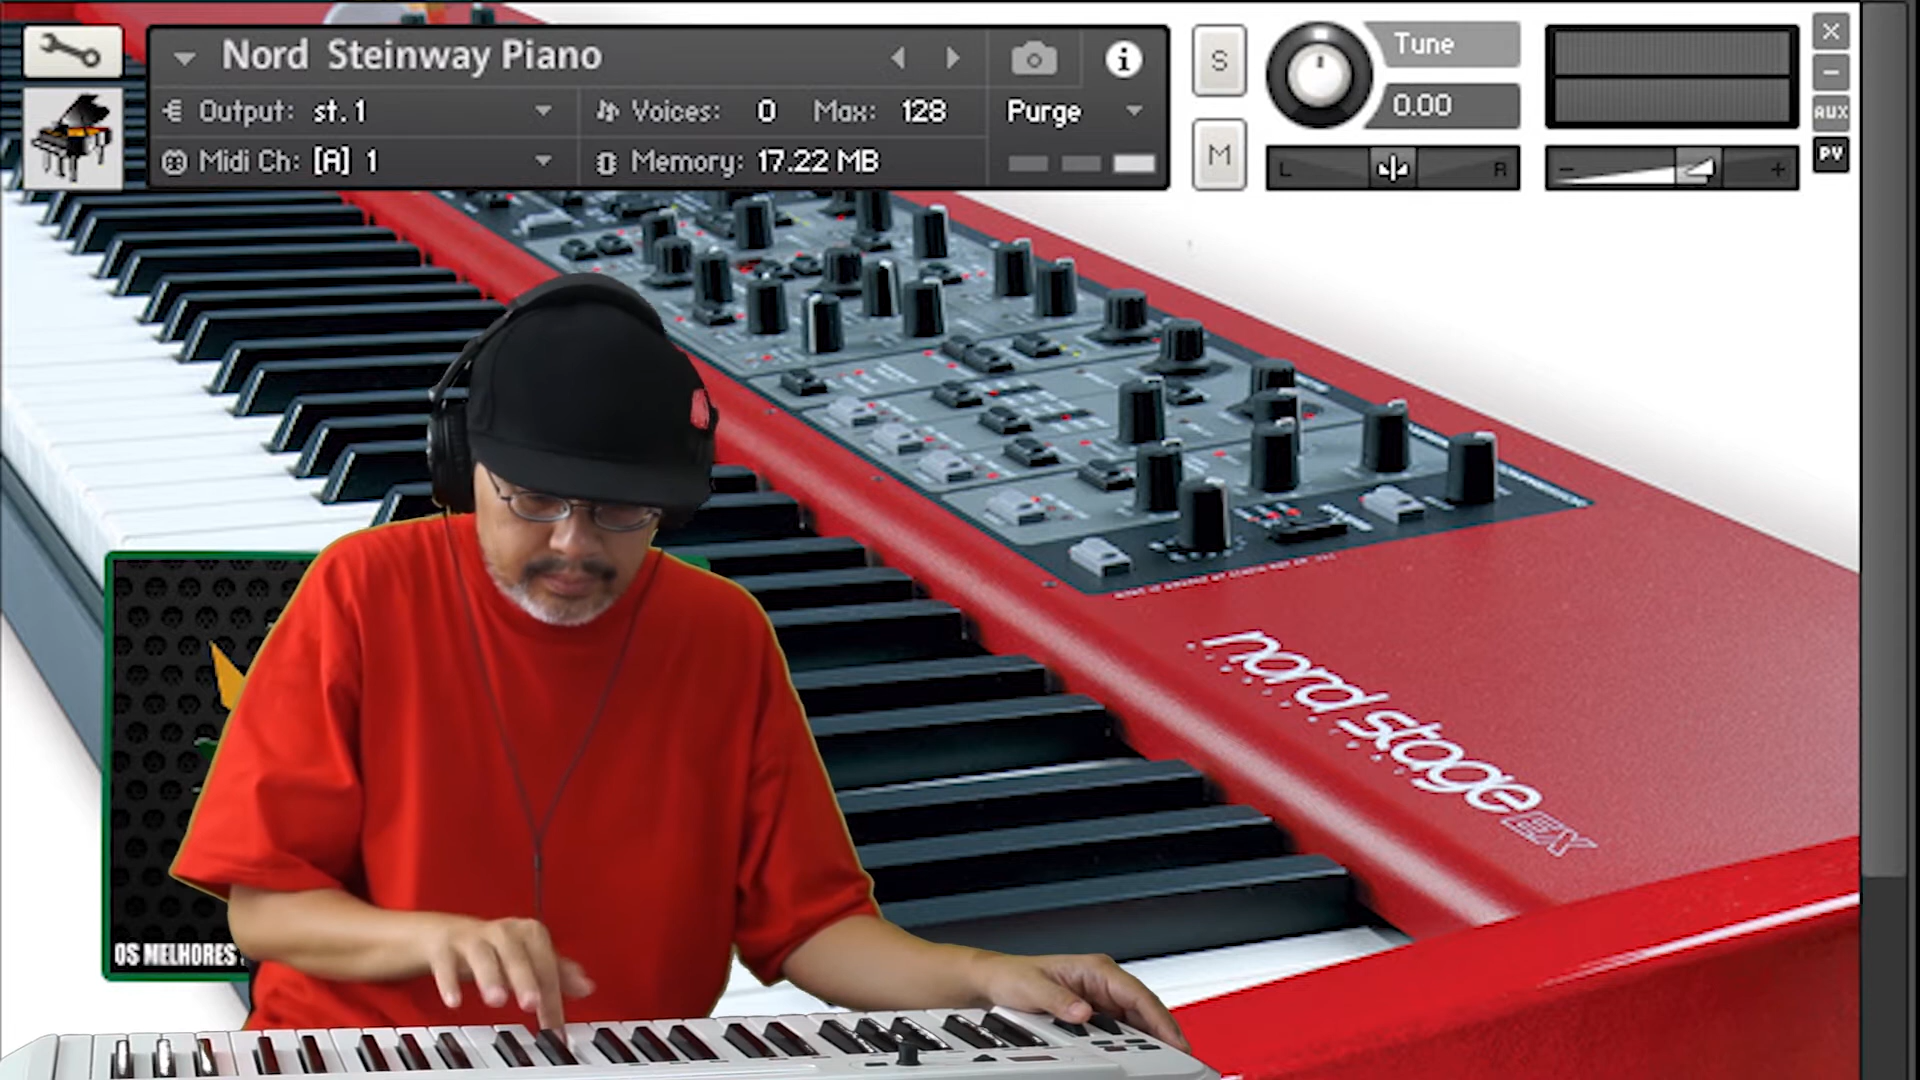 Nord Steinway Piano
Output: st.1
Voices: 0 Max: 128
Purge
Midi Ch: [A] 1
Memory: 17.22 MB
S
M
Tune
0.00
L
R
AUX
PV
nord stage EX
OS MELHORES